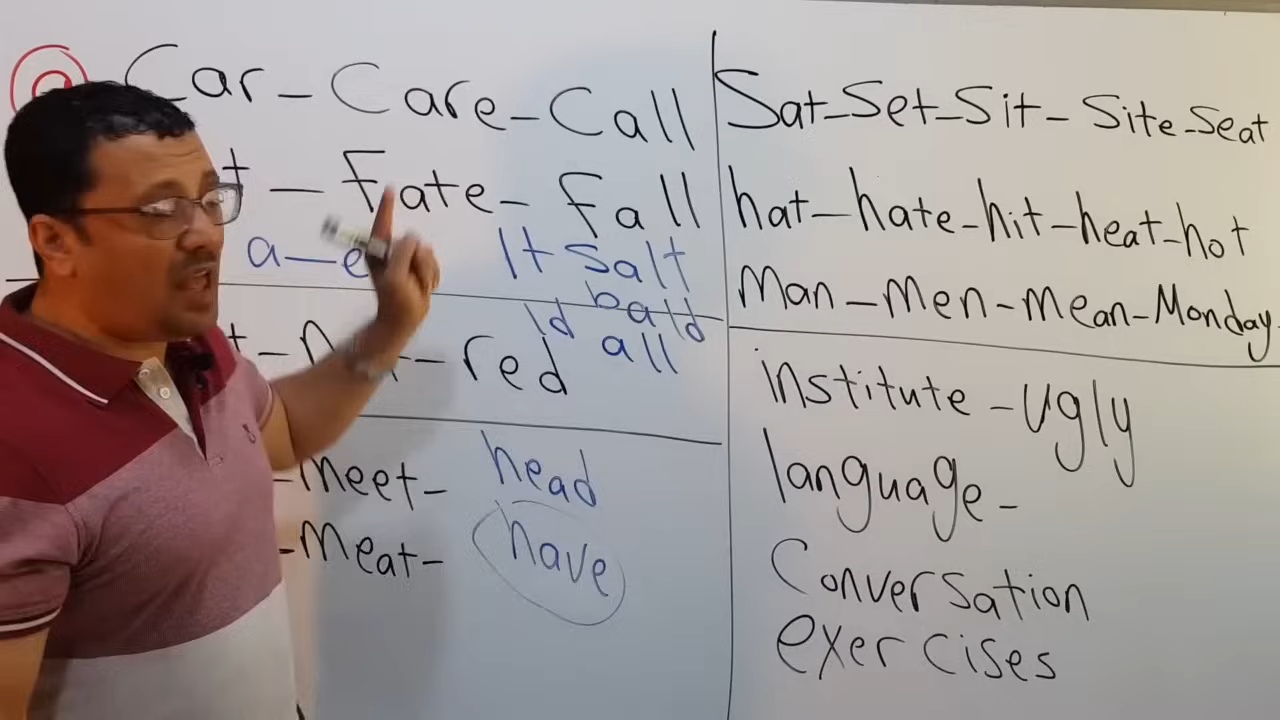 @ Car - Care - Call
t - Fate - Fall
a - e lt Salt
ld bald
all
red
- meet - head
- meat - have
Sat - Set - Sit - Site - Seat
hat - hate - hit - heat - hot
Man - men - mean - Monday
institute - ugly
language -
Conversation
exercises